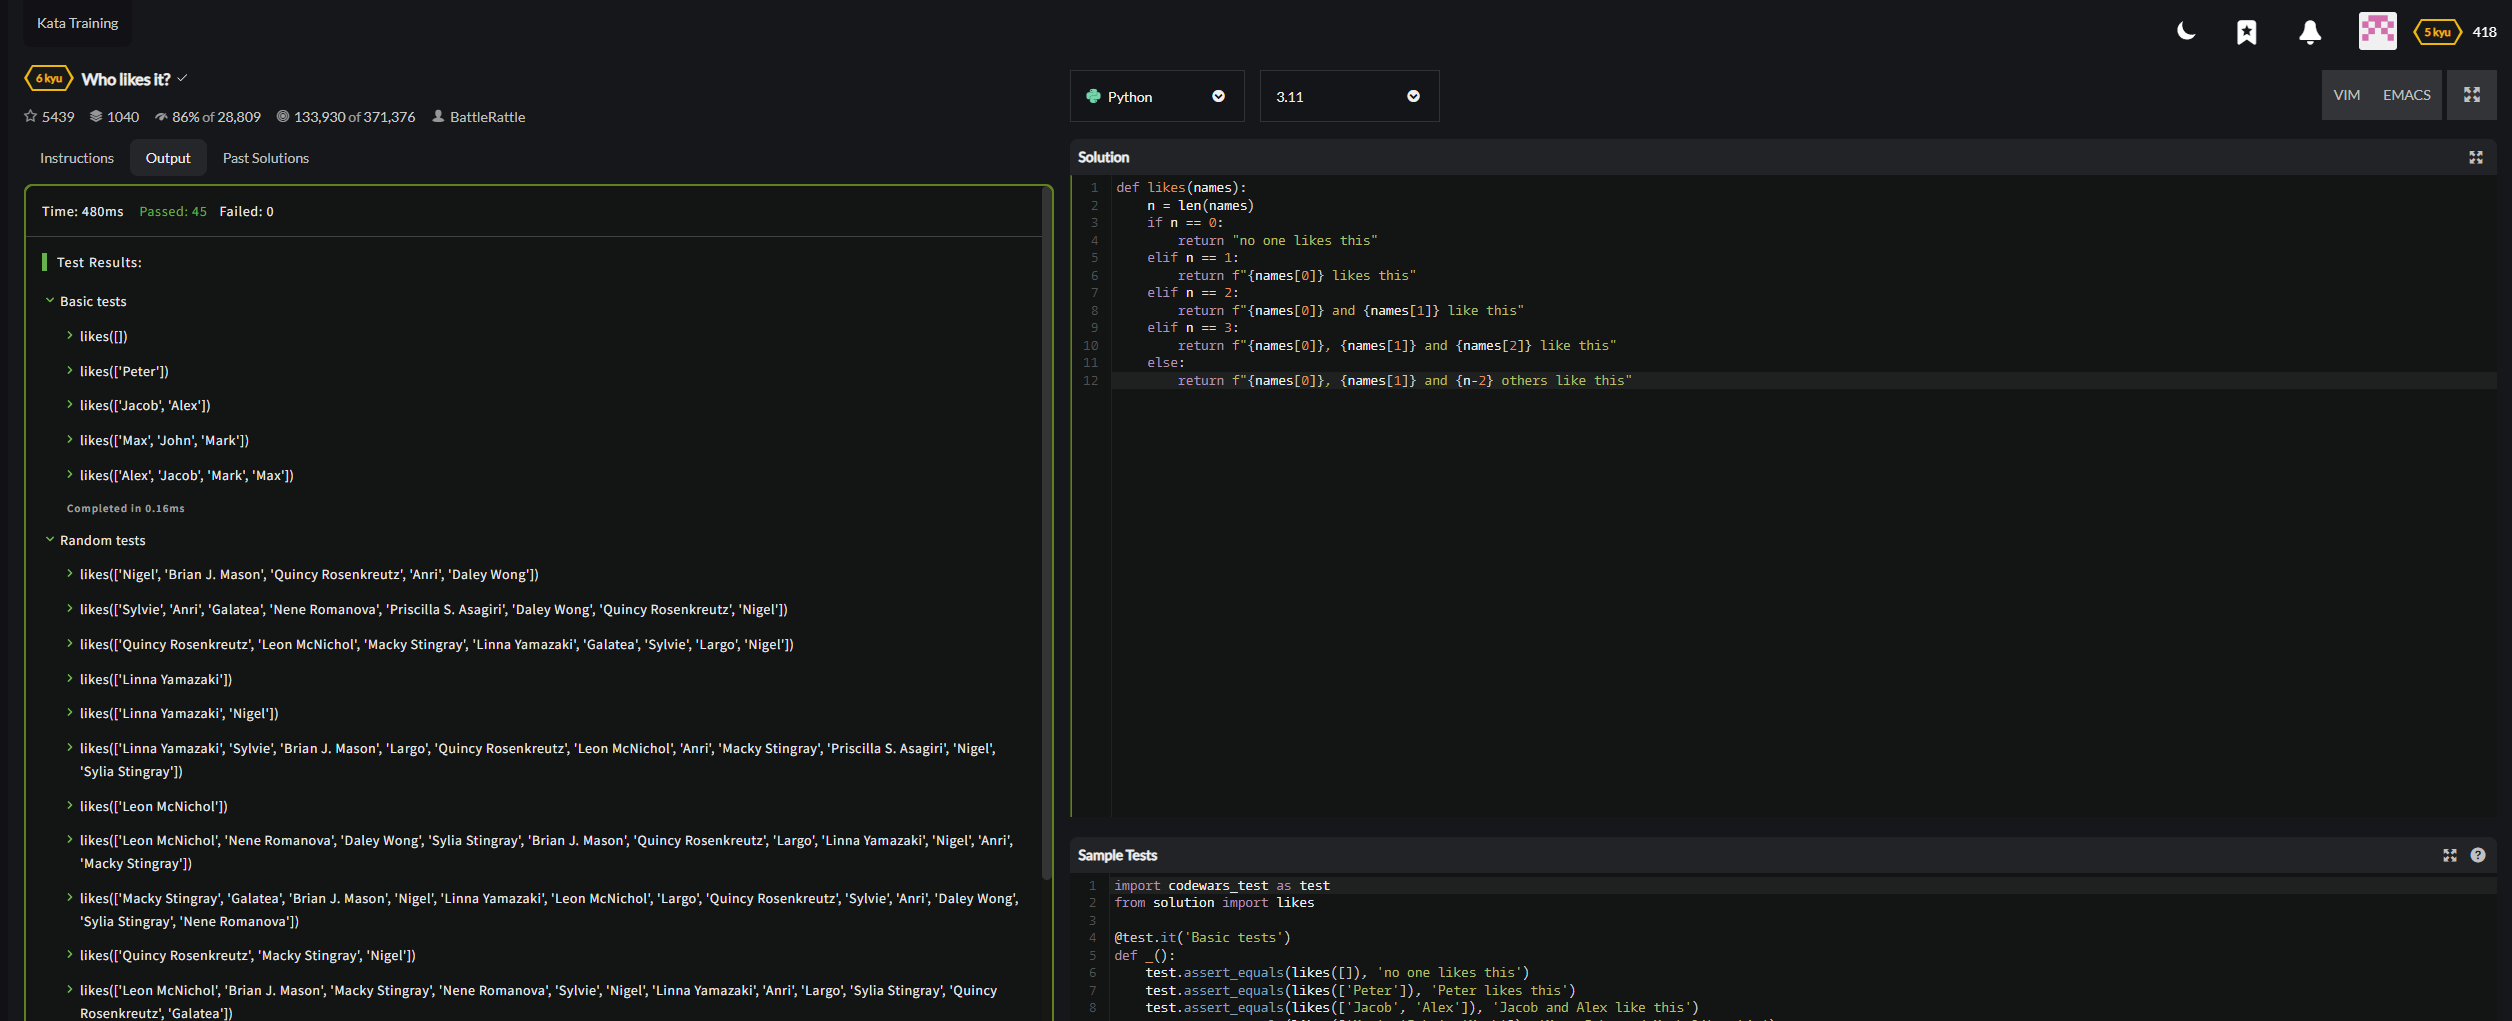 Kata Training
5 kyu 418
6 kyu Who likes it?
5439 1040 86% of 28,809 133,930 of 371,376 BattleRattle
Instructions Output Past Solutions
Time: 480ms Passed: 45 Failed: 0
Test Results:
Basic tests
likes([])
likes(['Peter'])
likes(['Jacob', 'Alex'])
likes(['Max', 'John', 'Mark'])
likes(['Alex', 'Jacob', 'Mark', 'Max'])
Completed in 0.16ms
Random tests
likes(['Nigel', 'Brian J. Mason', 'Quincy Rosenkreutz', 'Anri', 'Daley Wong'])
likes(['Sylvie', 'Anri', 'Galatea', 'Nene Romanova', 'Priscilla S. Asagiri', 'Daley Wong', 'Quincy Rosenkreutz', 'Nigel'])
likes(['Quincy Rosenkreutz', 'Leon McNichol', 'Macky Stingray', 'Linna Yamazaki', 'Galatea', 'Sylvie', 'Largo', 'Nigel'])
likes(['Linna Yamazaki'])
likes(['Linna Yamazaki', 'Nigel'])
likes(['Linna Yamazaki', 'Sylvie', 'Brian J. Mason', 'Largo', 'Quincy Rosenkreutz', 'Leon McNichol', 'Anri', 'Macky Stingray', 'Priscilla S. Asagiri', 'Nigel',
'Sylia Stingray'])
likes(['Leon McNichol'])
likes(['Leon McNichol', 'Nene Romanova', 'Daley Wong', 'Sylia Stingray', 'Brian J. Mason', 'Quincy Rosenkreutz', 'Largo', 'Linna Yamazaki', 'Nigel', 'Anri',
'Macky Stingray'])
likes(['Macky Stingray', 'Galatea', 'Brian J. Mason', 'Nigel', 'Linna Yamazaki', 'Leon McNichol', 'Largo', 'Quincy Rosenkreutz', 'Sylvie', 'Anri', 'Daley Wong',
'Sylia Stingray', 'Nene Romanova'])
likes(['Quincy Rosenkreutz', 'Macky Stingray', 'Nigel'])
likes(['Leon McNichol', 'Brian J. Mason', 'Macky Stingray', 'Nene Romanova', 'Sylvie', 'Nigel', 'Linna Yamazaki', 'Anri', 'Largo', 'Sylia Stingray', 'Quincy
Rosenkreutz', 'Galatea'])
Python 3.11 VIM EMACS
Solution
1 def likes(names):
2     n = len(names)
3     if n == 0:
4         return "no one likes this"
5     elif n == 1:
6         return f"{names[0]} likes this"
7     elif n == 2:
8         return f"{names[0]} and {names[1]} like this"
9     elif n == 3:
10         return f"{names[0]}, {names[1]} and {names[2]} like this"
11     else:
12         return f"{names[0]}, {names[1]} and {n-2} others like this"
Sample Tests
1 import codewars_test as test
2 from solution import likes
3
4 @test.it('Basic tests')
5 def _():
6     test.assert_equals(likes([]), 'no one likes this')
7     test.assert_equals(likes(['Peter']), 'Peter likes this')
8     test.assert_equals(likes(['Jacob', 'Alex']), 'Jacob and Alex like this')